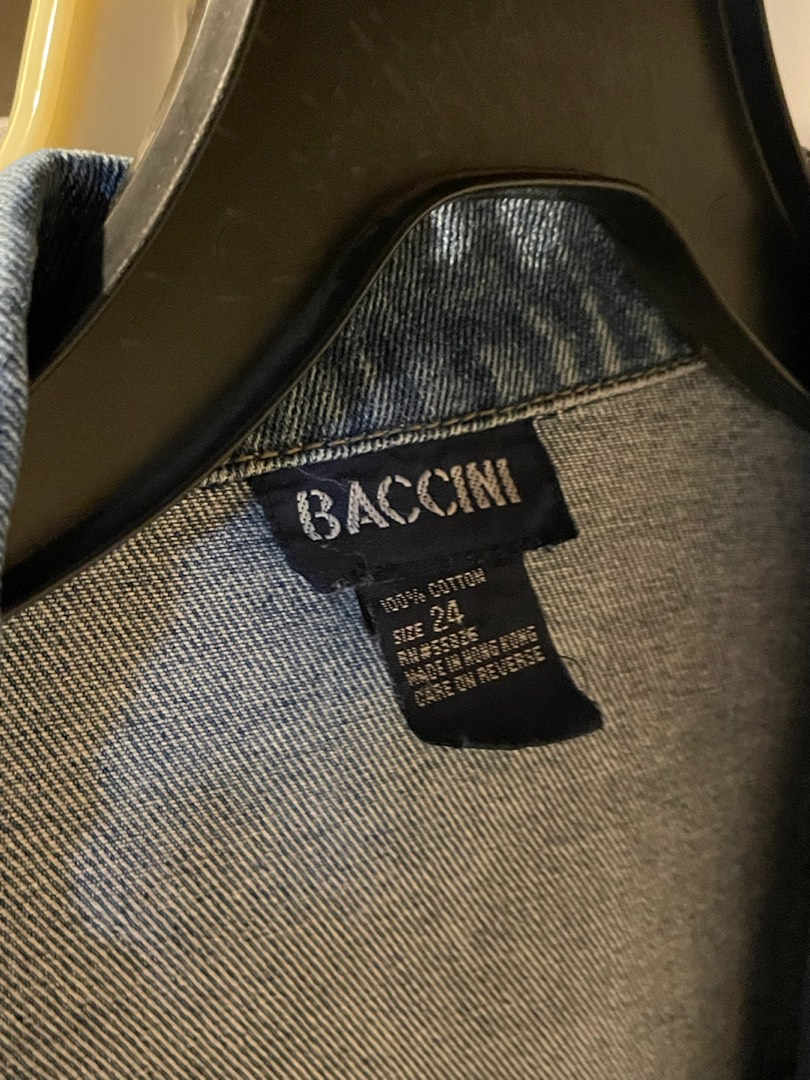 BACCINI
100% COTTON
SIZE 24
MADE IN HONG KONG
CARE ON REVERSE